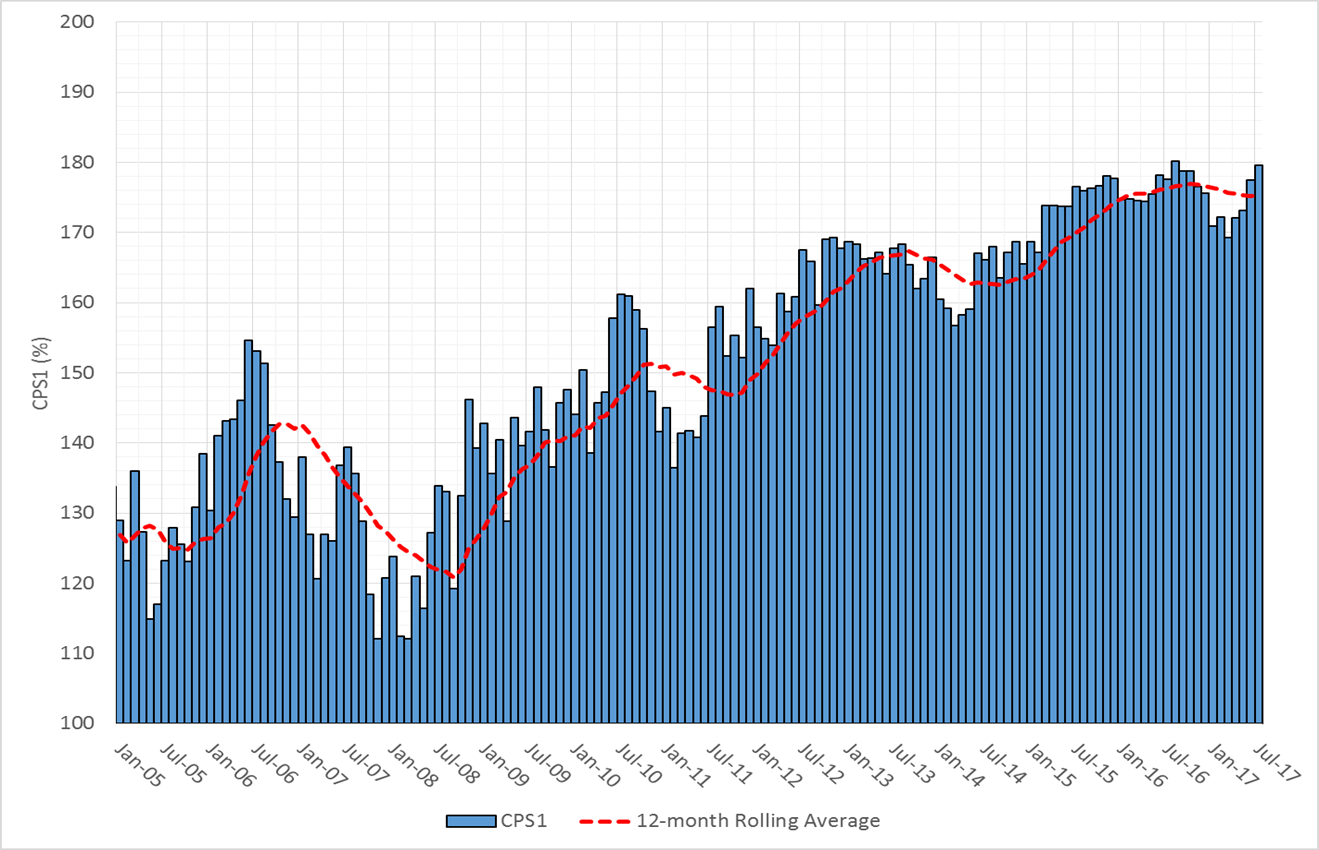 200
190
180
170
160
150
140
130
120
110
100
CPS1 (%)
Jan-05
Jul-05
Jan-06
Jul-06
Jan-07
Jul-07
Jan-08
Jul-08
Jan-09
Jul-09
Jan-10
Jul-10
Jan-11
Jul-11
Jan-12
Jul-12
Jan-13
Jul-13
Jan-14
Jul-14
Jan-15
Jul-15
Jan-16
Jul-16
Jan-17
Jul-17
CPS1
12-month Rolling Average